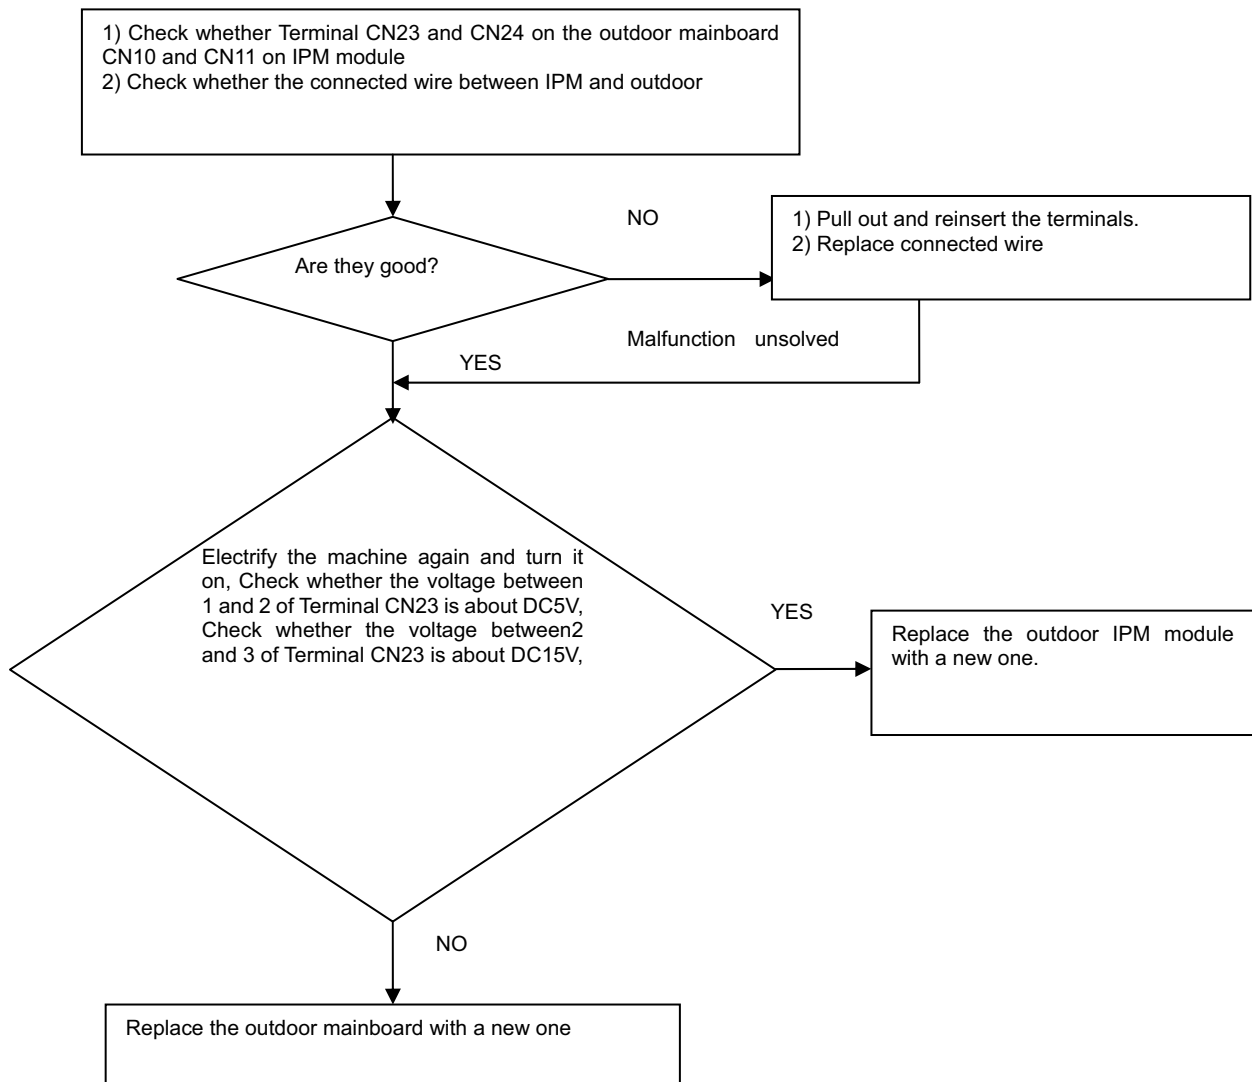 1) Check whether Terminal CN23 and CN24 on the outdoor mainboard
CN10 and CN11 on IPM module
2) Check whether the connected wire between IPM and outdoor
NO
1) Pull out and reinsert the terminals.
2) Replace connected wire
Are they good?
Malfunction unsolved
YES
Electrify the machine again and turn it
on, Check whether the voltage between
1 and 2 of Terminal CN23 is about DC5V,
Check whether the voltage between2
and 3 of Terminal CN23 is about DC15V,
YES
Replace the outdoor IPM module
with a new one.
NO
Replace the outdoor mainboard with a new one